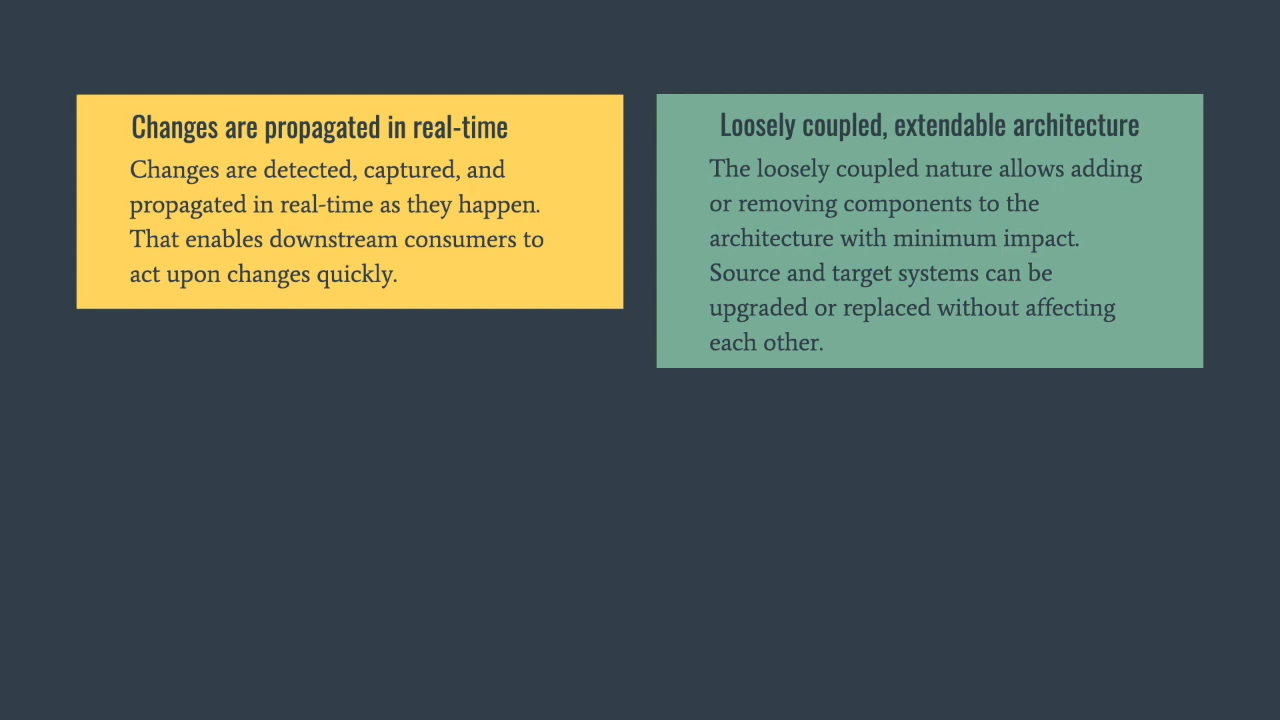 Changes are propagated in real-time
Changes are detected, captured, and
propagated in real-time as they happen.
That enables downstream consumers to
act upon changes quickly.
Loosely coupled, extendable architecture
The loosely coupled nature allows adding
or removing components to the
architecture with minimum impact.
Source and target systems can be
upgraded or replaced without affecting
each other.